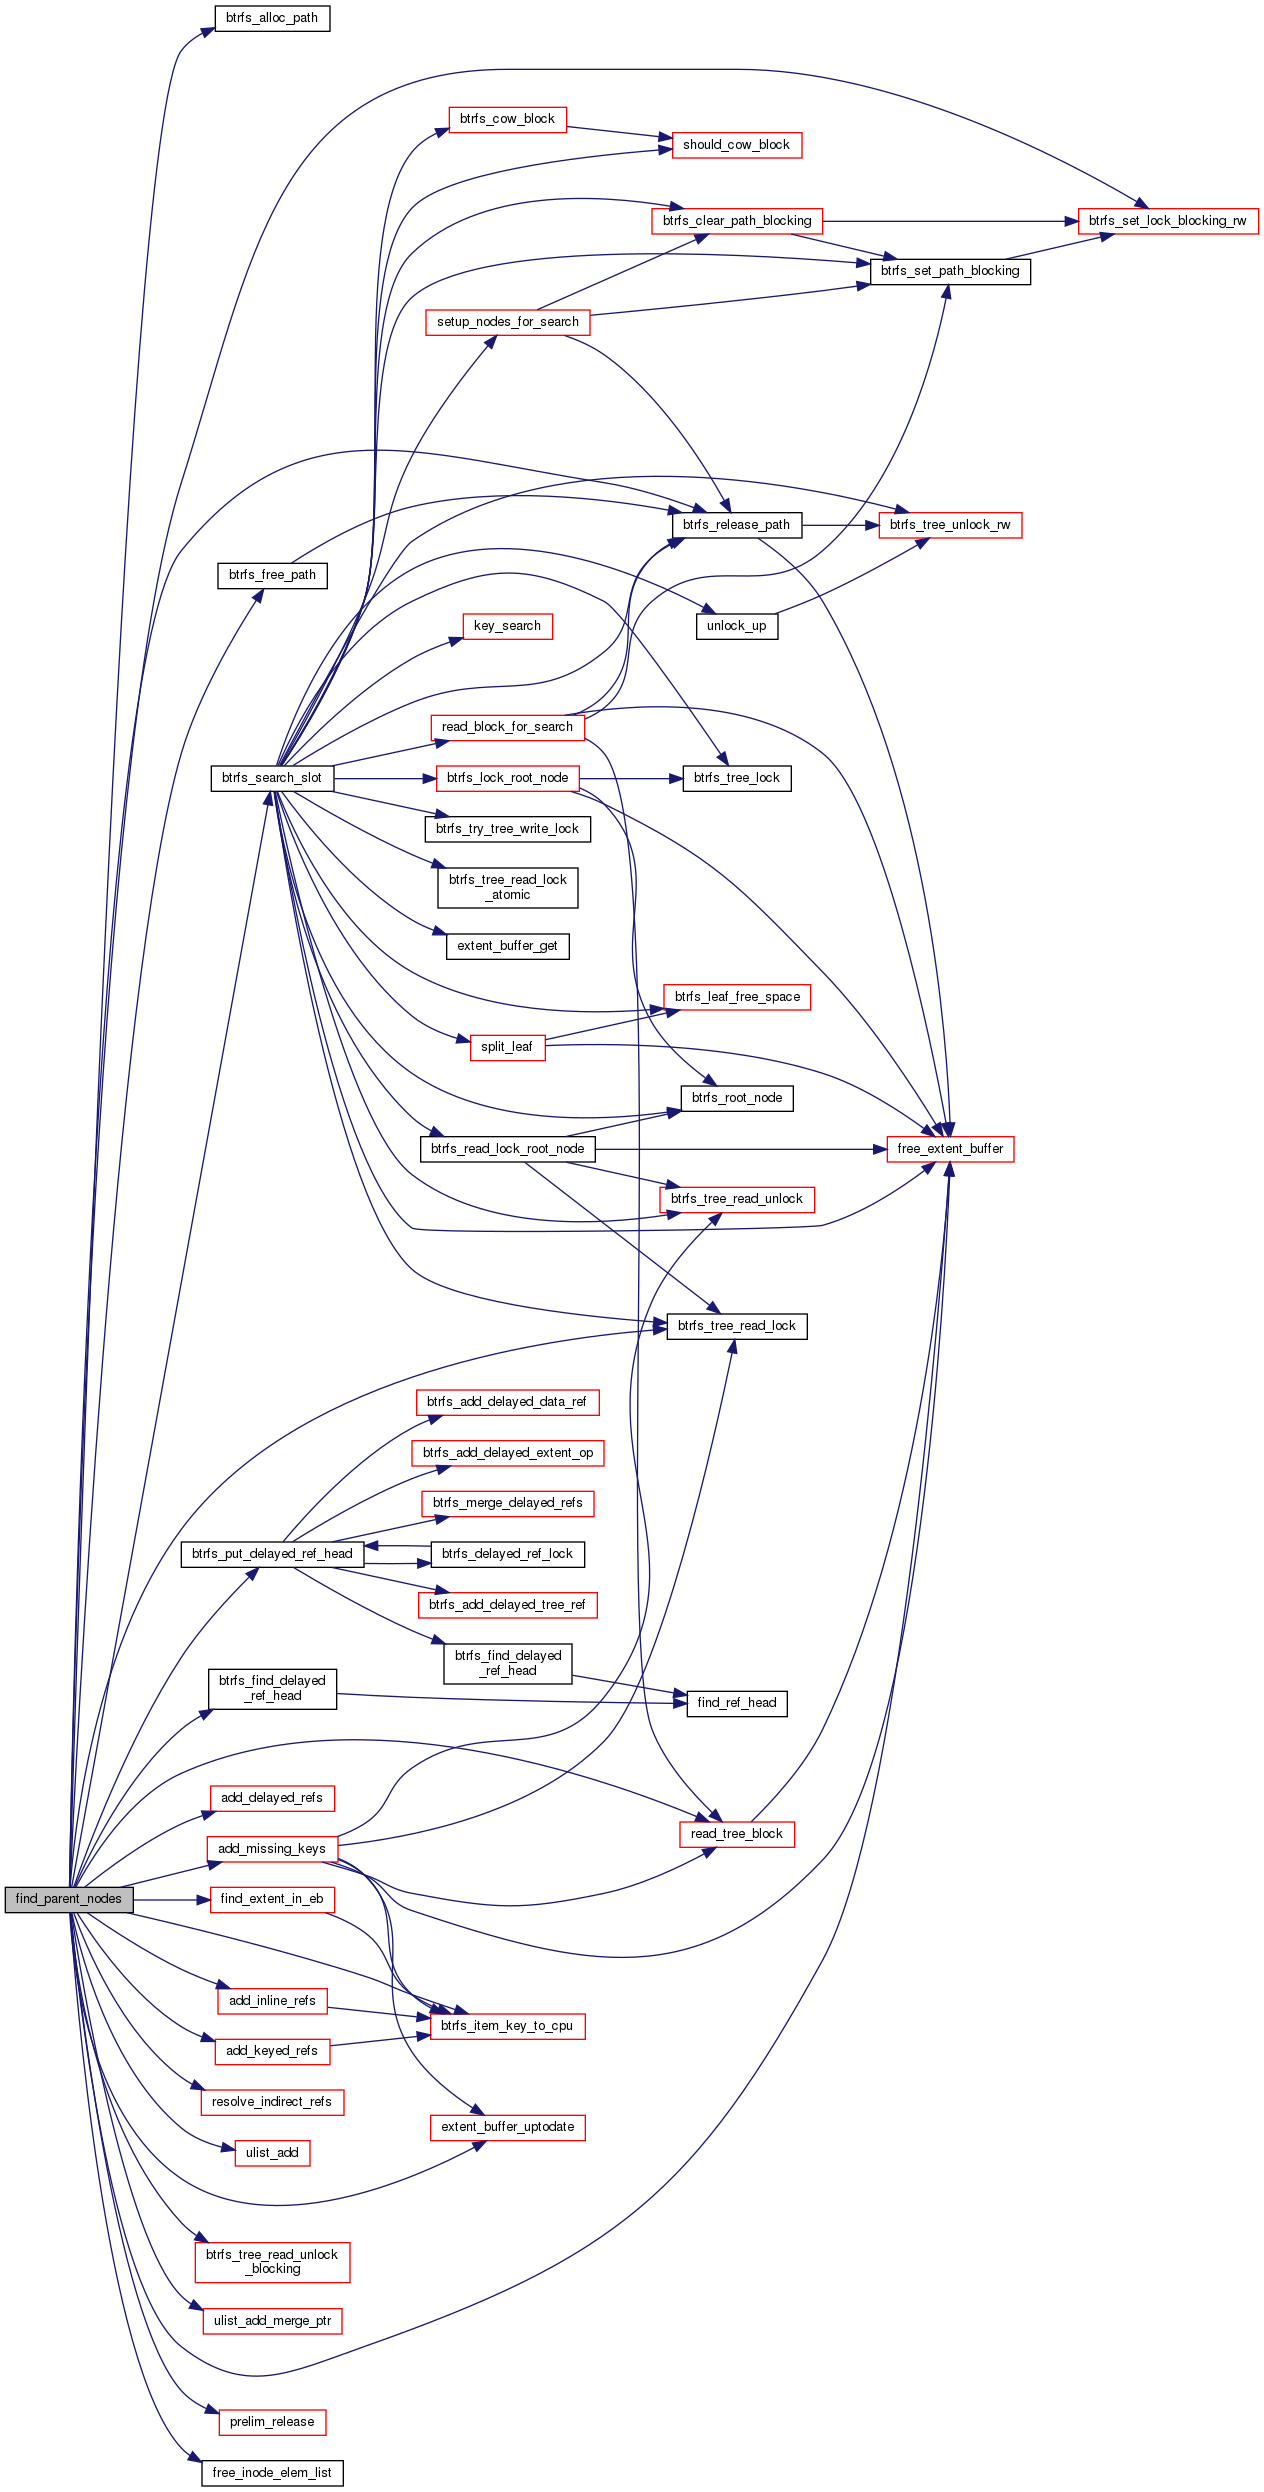 btrfs_alloc_path
btrfs_cow_block
should_cow_block
btrfs_clear_path_blocking
btrfs_set_lock_blocking_rw
btrfs_set_path_blocking
setup_nodes_for_search
btrfs_release_path
btrfs_tree_unlock_rw
btrfs_free_path
key_search
unlock_up
read_block_for_search
btrfs_search_slot
btrfs_lock_root_node
btrfs_tree_lock
btrfs_try_tree_write_lock
btrfs_tree_read_lock
_atomic
extent_buffer_get
btrfs_leaf_free_space
split_leaf
btrfs_root_node
btrfs_read_lock_root_node
free_extent_buffer
btrfs_tree_read_unlock
btrfs_tree_read_lock
btrfs_add_delayed_data_ref
btrfs_add_delayed_extent_op
btrfs_merge_delayed_refs
btrfs_put_delayed_ref_head
btrfs_delayed_ref_lock
btrfs_add_delayed_tree_ref
btrfs_find_delayed
_ref_head
btrfs_find_delayed
_ref_head
find_ref_head
add_delayed_refs
read_tree_block
add_missing_keys
find_parent_nodes
find_extent_in_eb
add_inline_refs
btrfs_item_key_to_cpu
add_keyed_refs
resolve_indirect_refs
extent_buffer_uptodate
ulist_add
btrfs_tree_read_unlock
_blocking
ulist_add_merge_ptr
prelim_release
free_inode_elem_list